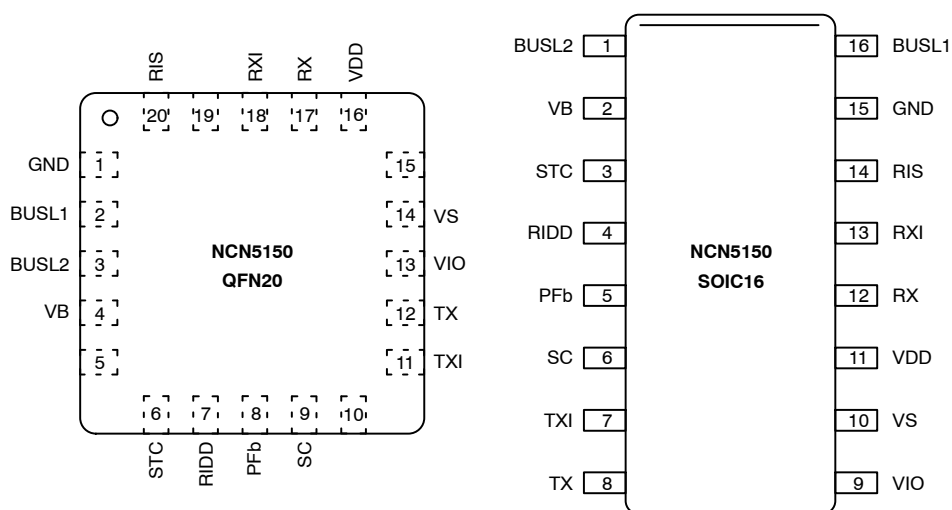 RIS
RXI
RX
VDD
20
19
18
17
16
GND
1
BUSL1
2
BUSL2
3
VB
4
5
NCN5150
QFN20
15
14
VS
13
VIO
12
TX
11
TXI
6
7
8
9
10
STC
RIDD
PFb
SC
BUSL2
1
VB
2
STC
3
RIDD
4
PFb
5
SC
6
TXI
7
TX
8
NCN5150
SOIC16
16
BUSL1
15
GND
14
RIS
13
RXI
12
RX
11
VDD
10
VS
9
VIO